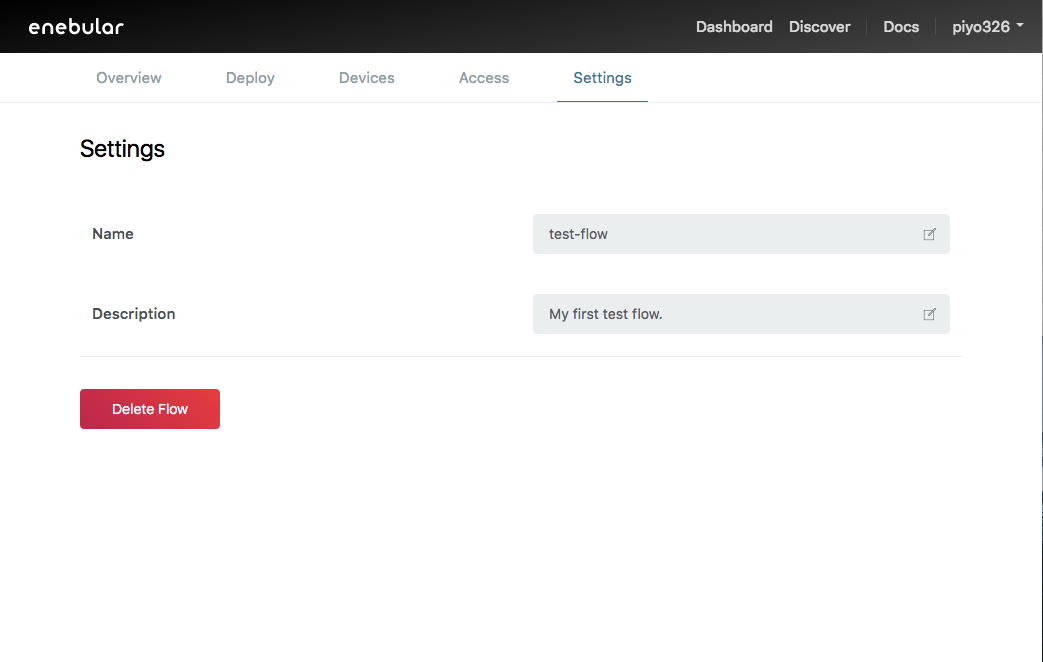 enebular Dashboard Discover Docs piyo326
Overview Deploy Devices Access Settings
Settings
Name test-flow
Description My first test flow.
Delete Flow